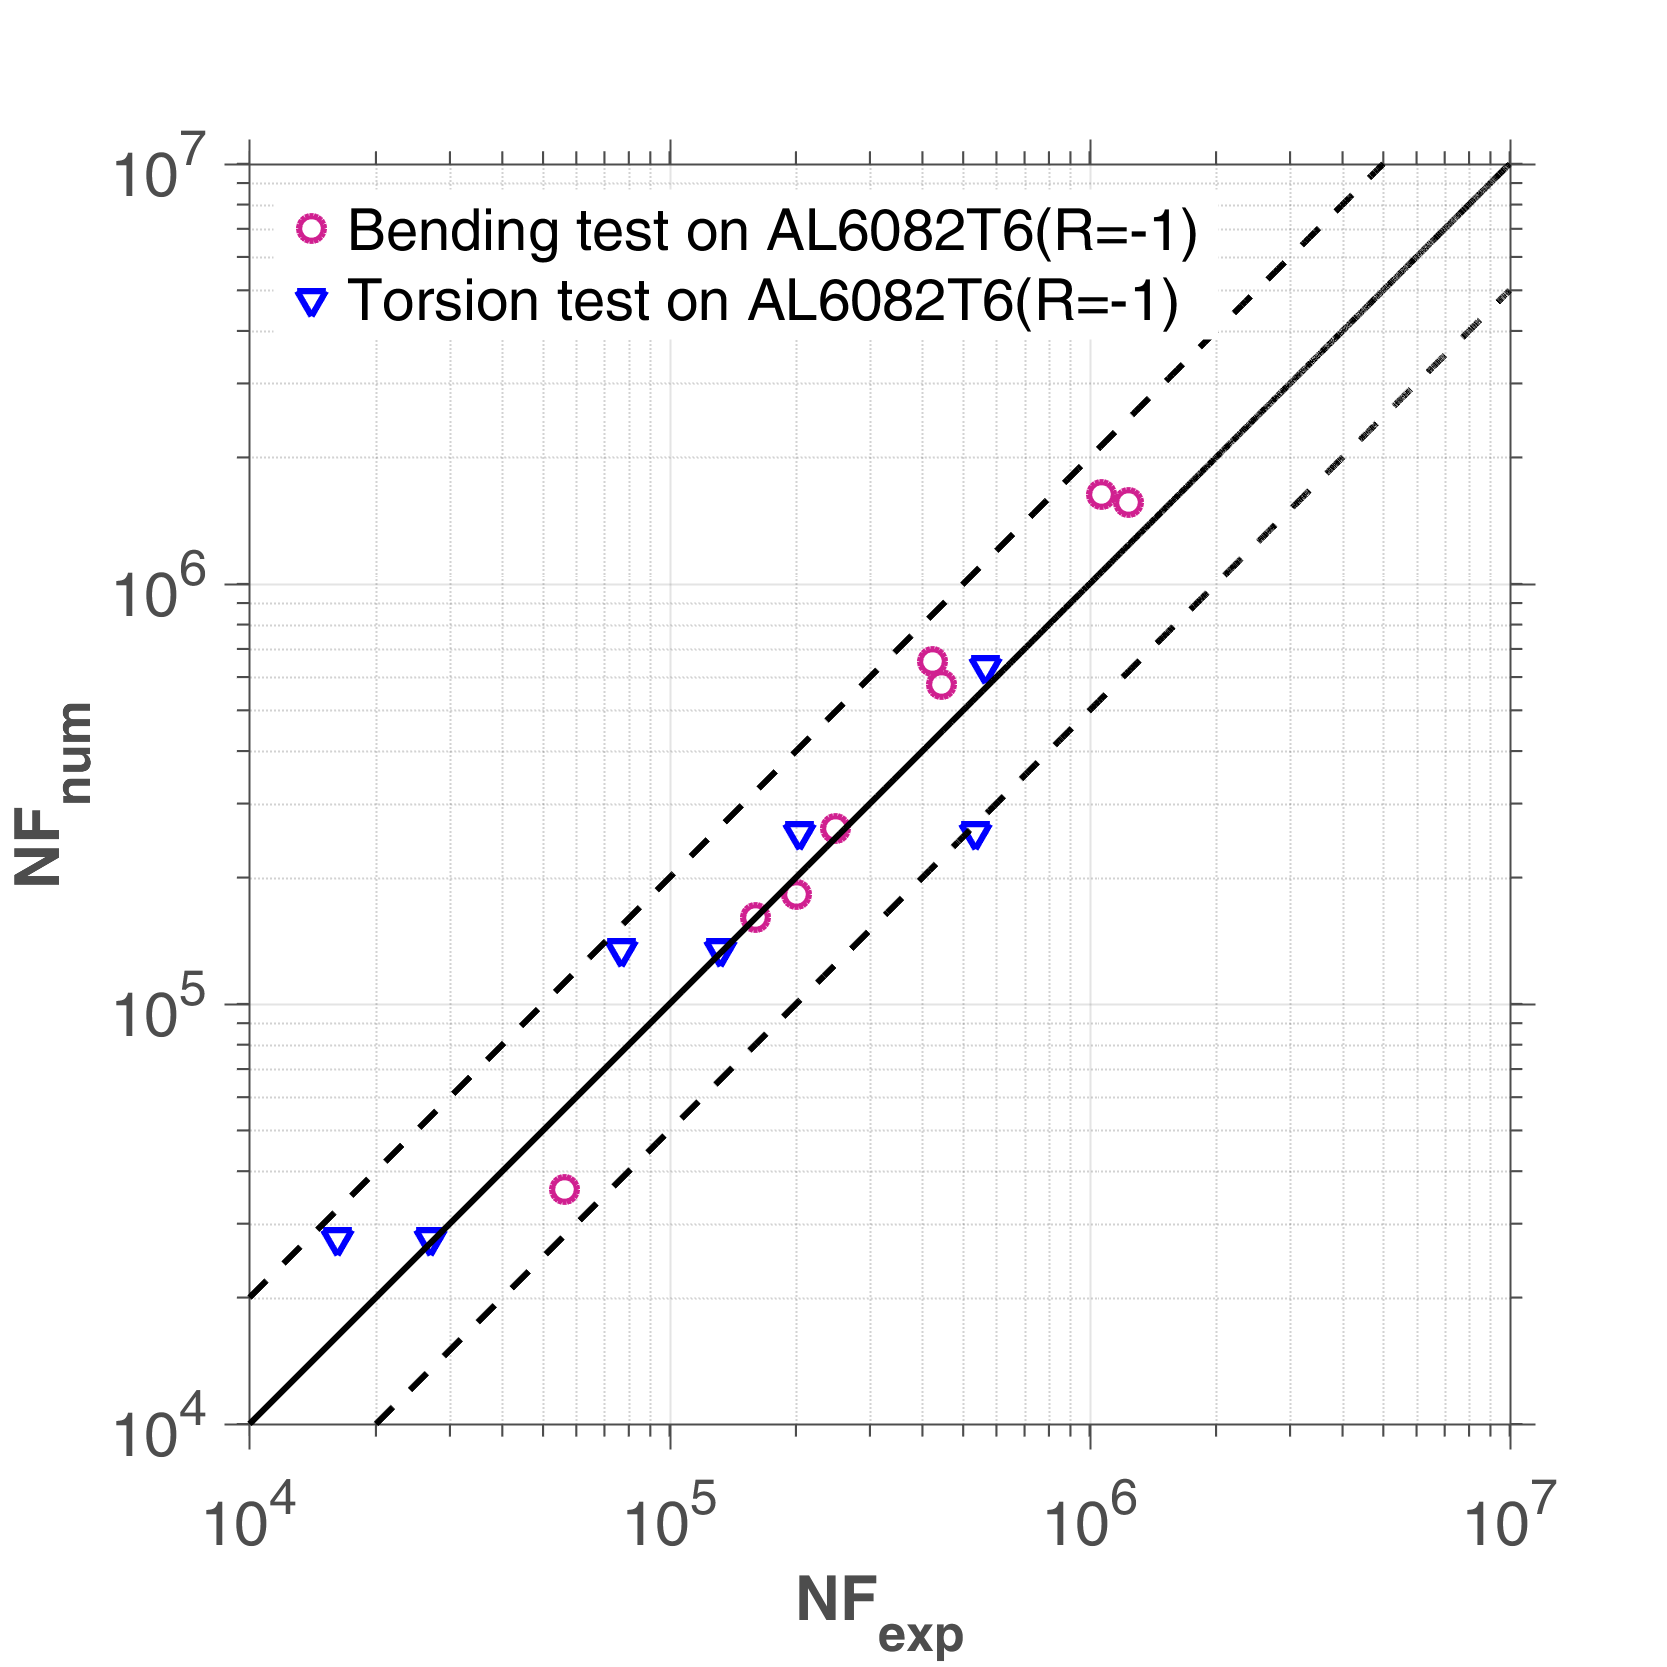 10^7
Bending test on AL6082T6(R=-1)
Torsion test on AL6082T6(R=-1)
10^6
NF_num
10^5
10^4
10^4 10^5 10^6 10^7
NF_exp